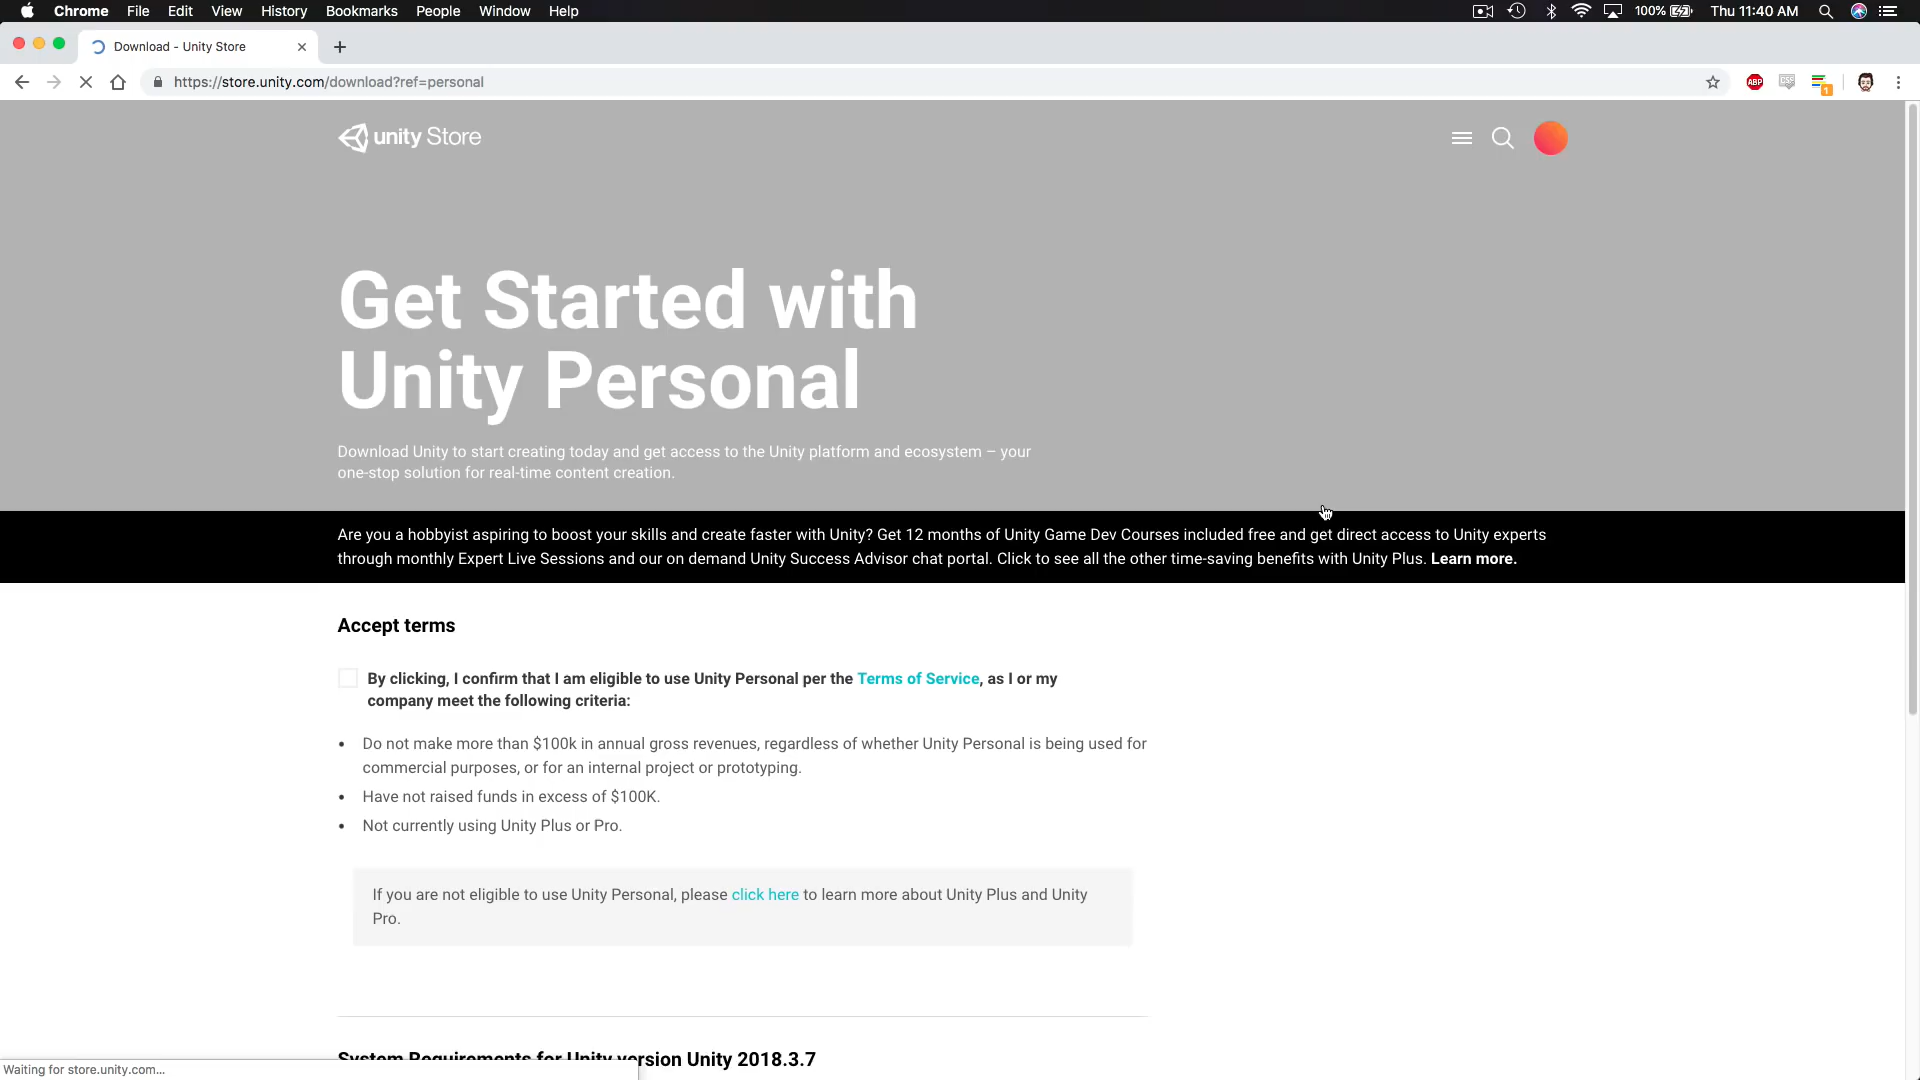 Chrome File Edit View History Bookmarks People Window Help
100% Thu 11:40 AM
Download - Unity Store
https://store.unity.com/download?ref=personal
ABP
1
unity Store
Get Started with
Unity Personal
Download Unity to start creating today and get access to the Unity platform and ecosystem – your
one-stop solution for real-time content creation.
Are you a hobbyist aspiring to boost your skills and create faster with Unity? Get 12 months of Unity Game Dev Courses included free and get direct access to Unity experts
through monthly Expert Live Sessions and our on demand Unity Success Advisor chat portal. Click to see all the other time-saving benefits with Unity Plus. Learn more.
Accept terms
By clicking, I confirm that I am eligible to use Unity Personal per the Terms of Service, as I or my
company meet the following criteria:
• Do not make more than $100k in annual gross revenues, regardless of whether Unity Personal is being used for
commercial purposes, or for an internal project or prototyping.
• Have not raised funds in excess of $100K.
• Not currently using Unity Plus or Pro.
If you are not eligible to use Unity Personal, please click here to learn more about Unity Plus and Unity
Pro.
System Requirements for Unity version Unity 2018.3.7
Waiting for store.unity.com...